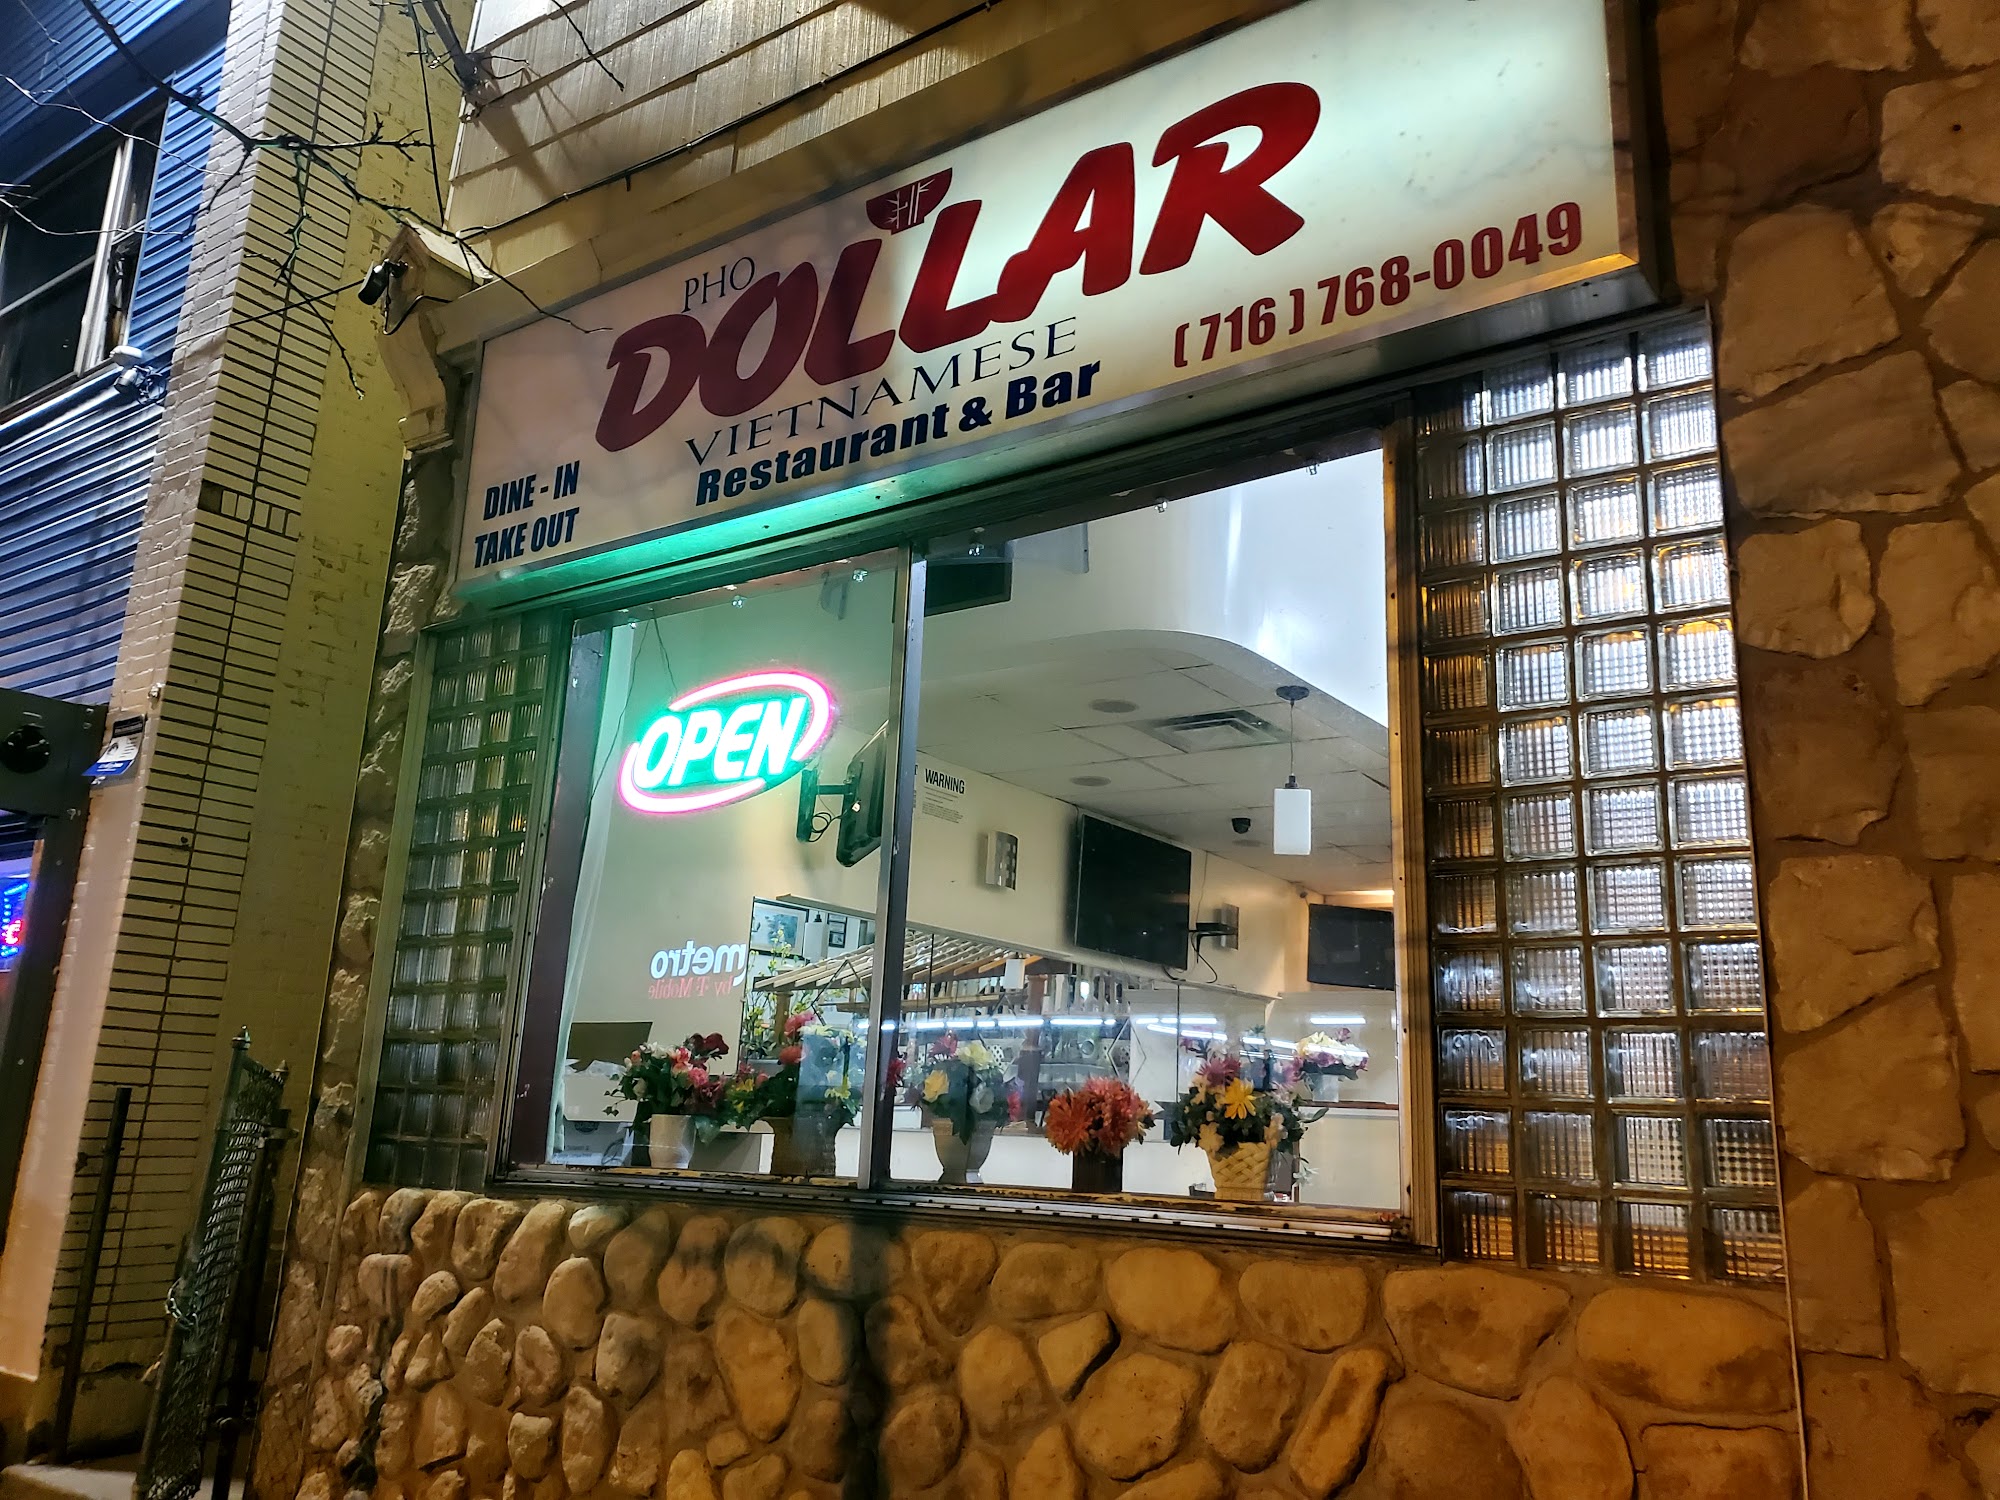 PHO
DOLLAR
VIETNAMESE
Restaurant & Bar
(716) 768-0049
DINE - IN
TAKE OUT
OPEN
WARNING
metro
by T-Mobile